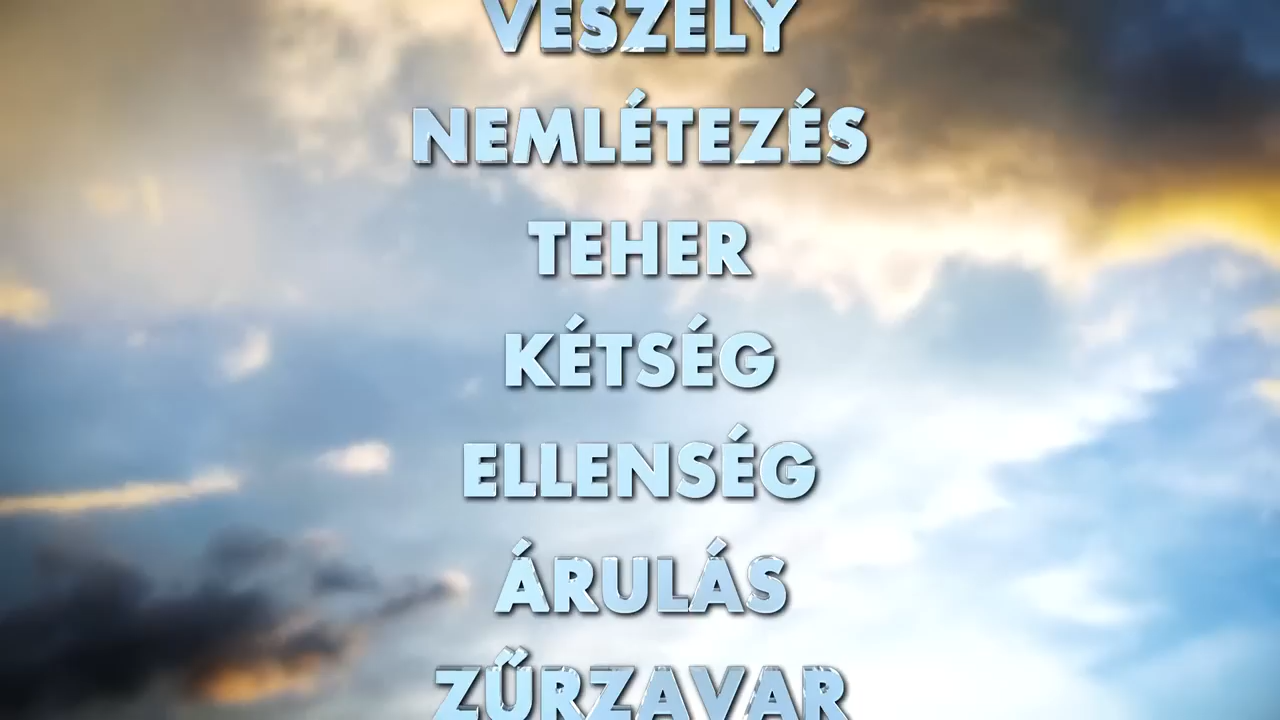 VESZÉLY
NEMLÉTEZÉS
TEHER
KÉTSÉG
ELLENSÉG
ÁRULÁS
ZŰRZAVAR